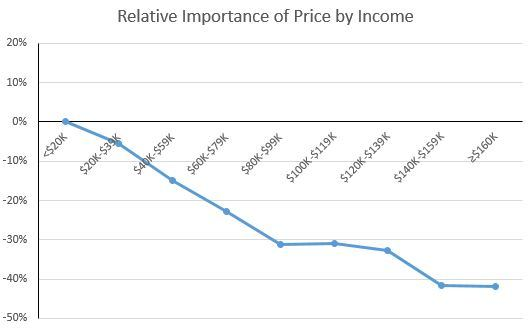 Relative Importance of Price by Income
20%
10%
0%
-10%
-20%
-30%
-40%
-50%
<$20K
$20K-$39K
$40K-$59K
$60K-$79K
$80K-$99K
$100K-$119K
$120K-$139K
$140K-$159K
≥$160K